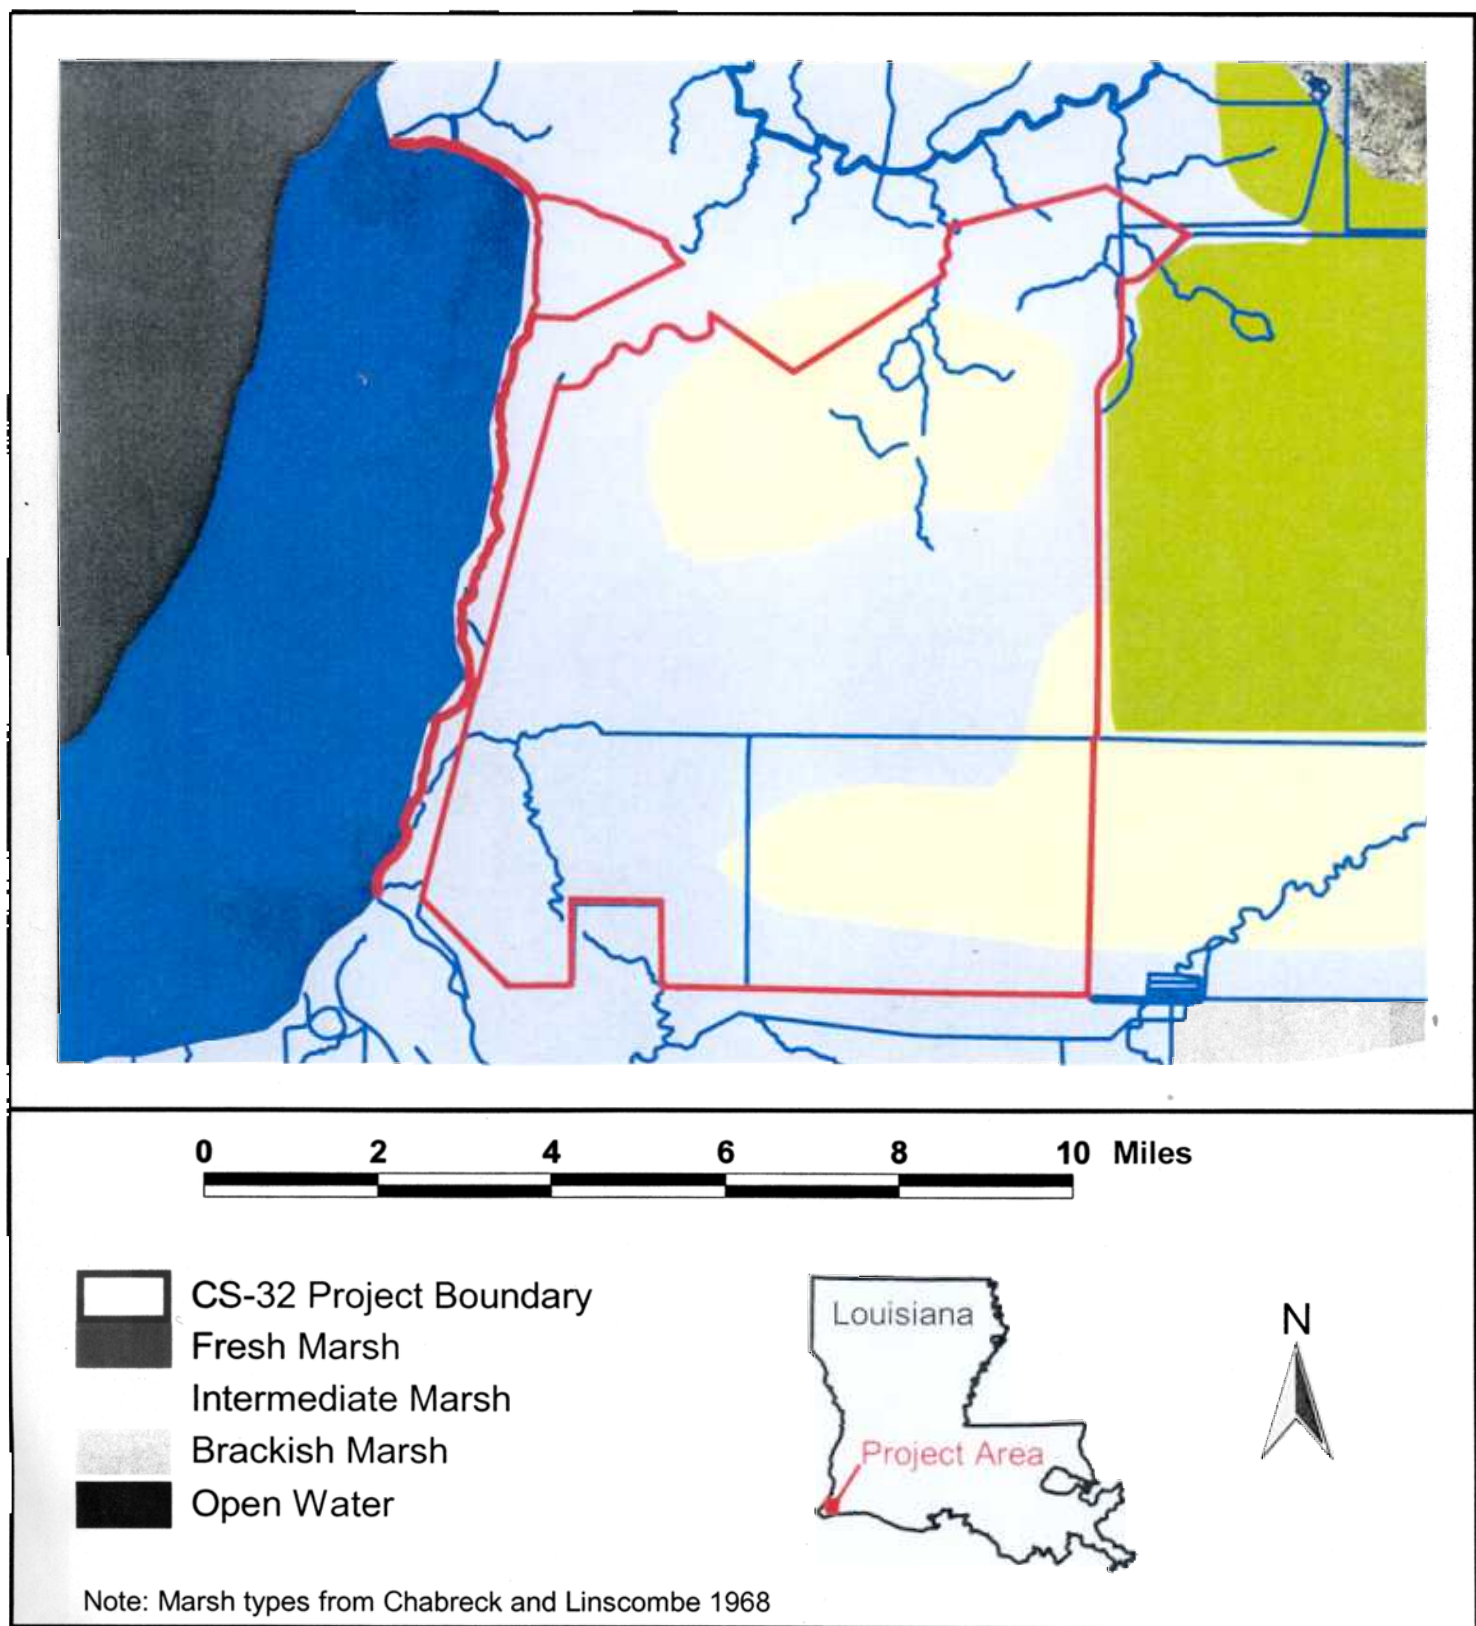 0 2 4 6 8 10 Miles
CS-32 Project Boundary
Fresh Marsh
Intermediate Marsh
Brackish Marsh
Open Water
Louisiana
Project Area
N
Note: Marsh types from Chabreck and Linscombe 1968